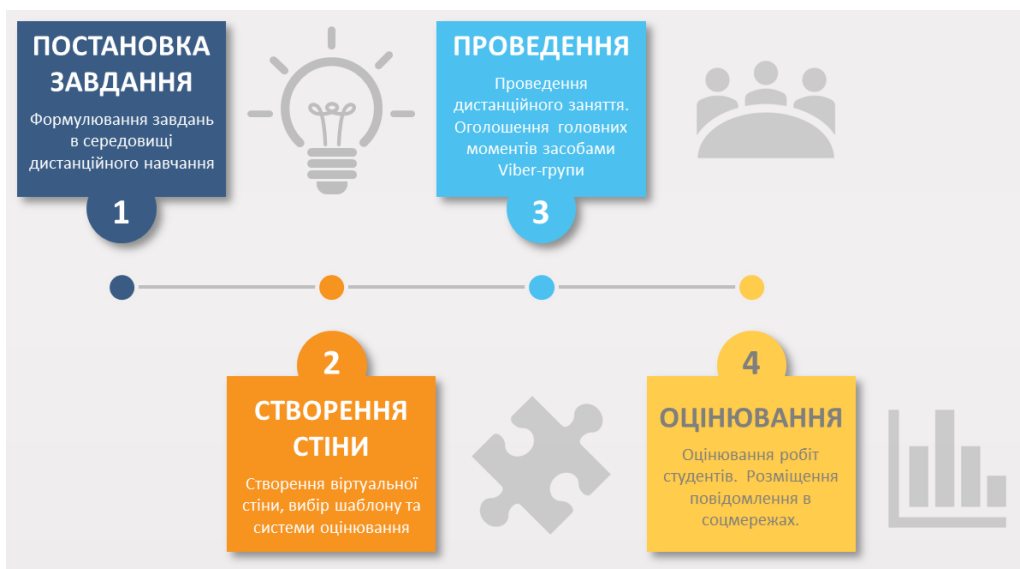 ПОСТАНОВКА
ЗАВДАННЯ
Формулювання завдань
в середовищі
дистанційного навчання
1
2
СТВОРЕННЯ
СТІНИ
Створення віртуальної
стіни, вибір шаблону та
системи оцінювання
ПРОВЕДЕННЯ
Проведення
дистанційного заняття.
Оголошення головних
моментів засобами
Viber-групи
3
4
ОЦІНЮВАННЯ
Оцінювання робіт
студентів. Розміщення
повідомлення в
соцмережах.